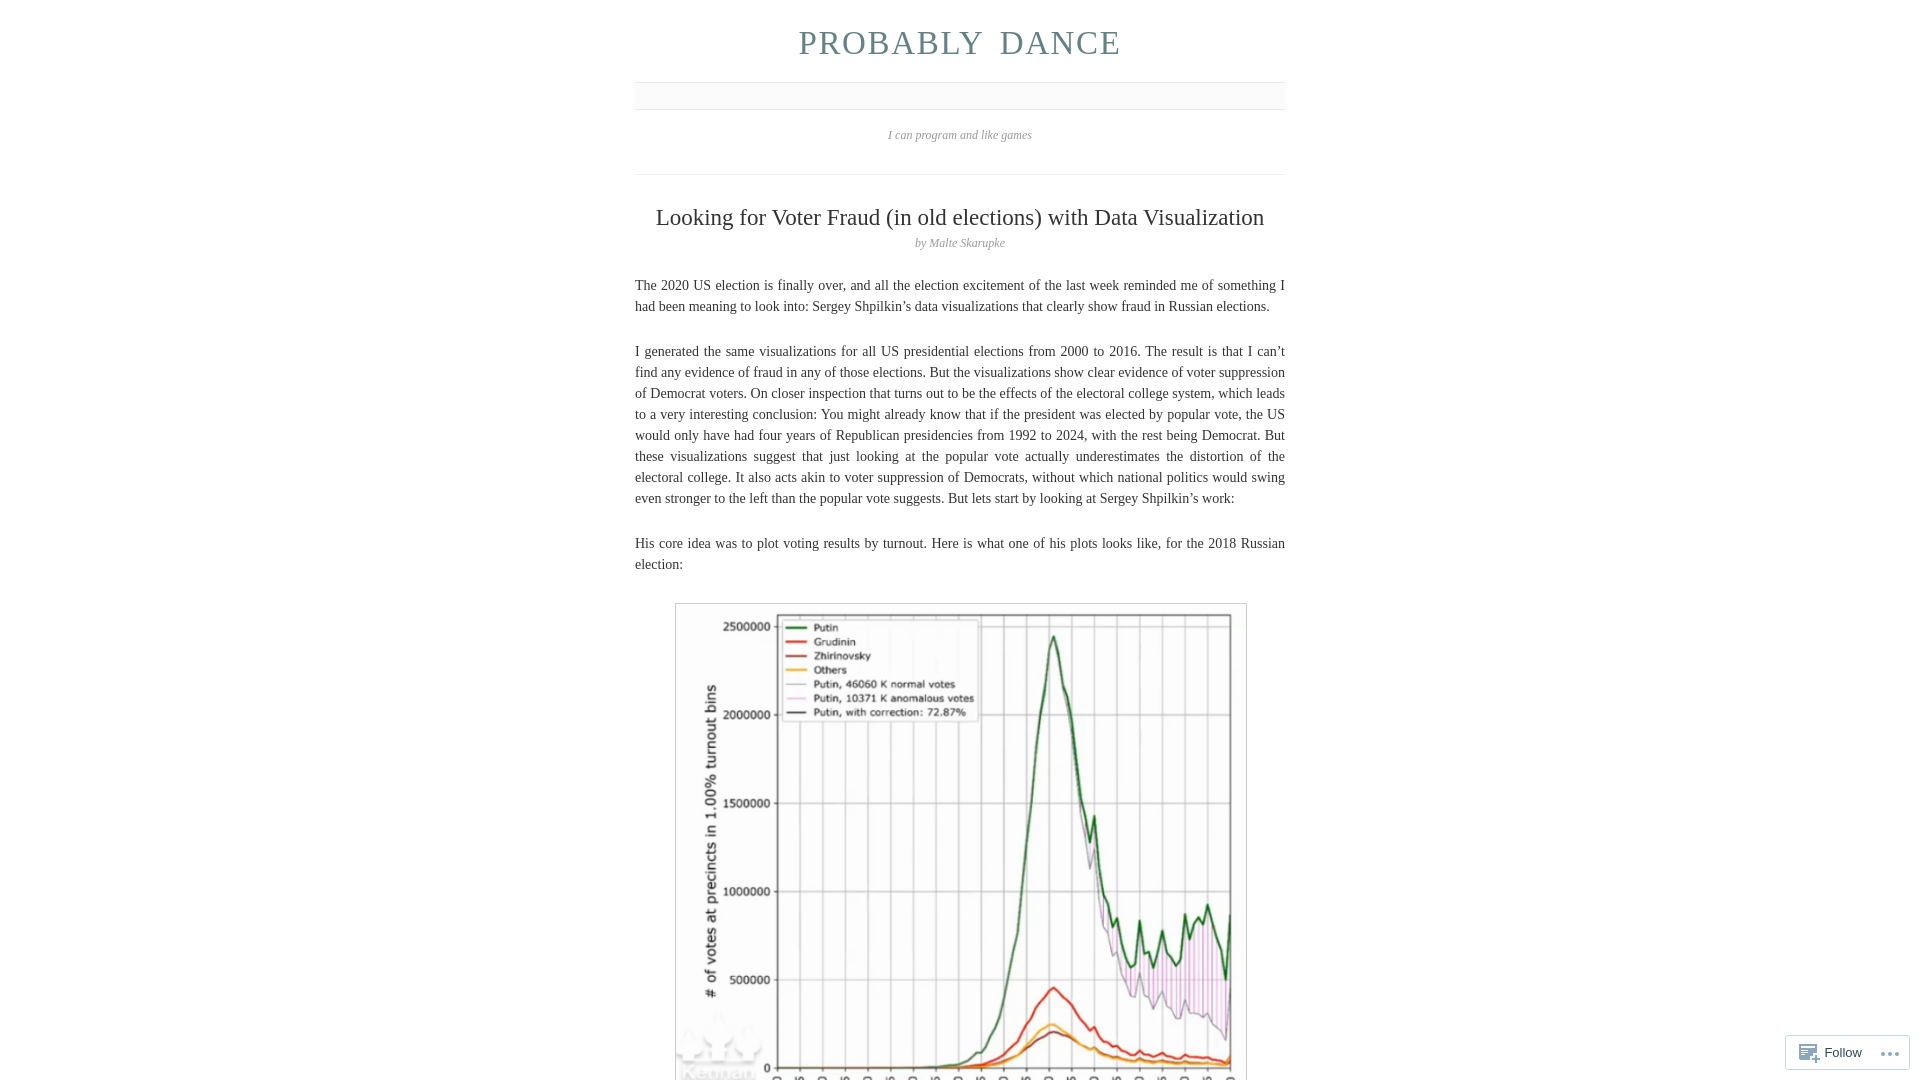 PROBABLY DANCE
I can program and like games
Looking for Voter Fraud (in old elections) with Data Visualization
by Malte Skarupke
The 2020 US election is finally over, and all the election excitement of the last week reminded me of something I
had been meaning to look into: Sergey Shpilkin’s data visualizations that clearly show fraud in Russian elections.
I generated the same visualizations for all US presidential elections from 2000 to 2016. The result is that I can’t
find any evidence of fraud in any of those elections. But the visualizations show clear evidence of voter suppression
of Democrat voters. On closer inspection that turns out to be the effects of the electoral college system, which leads
to a very interesting conclusion: You might already know that if the president was elected by popular vote, the US
would only have had four years of Republican presidencies from 1992 to 2024, with the rest being Democrat. But
these visualizations suggest that just looking at the popular vote actually underestimates the distortion of the
electoral college. It also acts akin to voter suppression of Democrats, without which national politics would swing
even stronger to the left than the popular vote suggests. But lets start by looking at Sergey Shpilkin’s work:
His core idea was to plot voting results by turnout. Here is what one of his plots looks like, for the 2018 Russian
election:
# of votes at precincts in 1.00% turnout bins
2500000
2000000
1500000
1000000
500000
0
Putin
Grudinin
Zhirinovsky
Others
Putin, 46060 K normal votes
Putin, 10371 K anomalous votes
Putin, with correction: 72.87%
Kennan
Follow